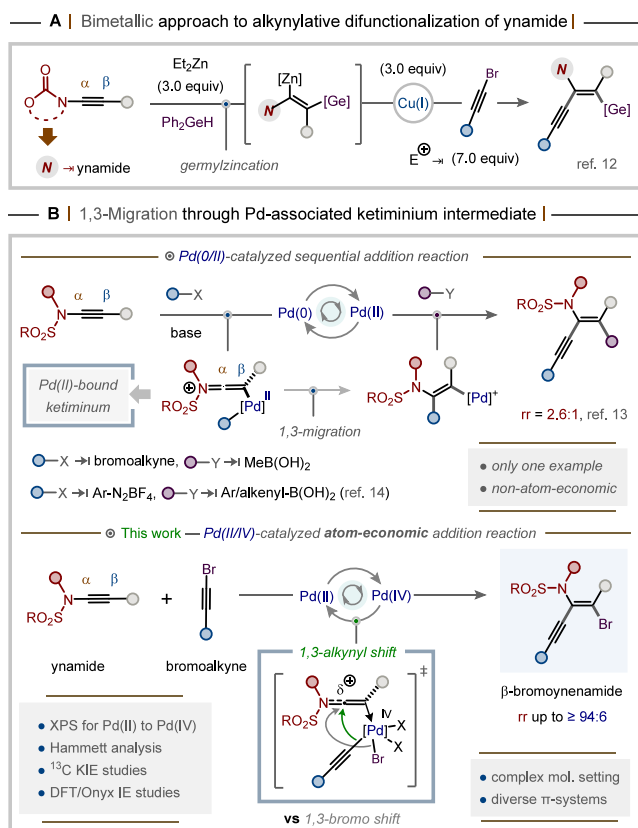 A | Bimetallic approach to alkynylative difunctionalization of ynamide |
O
O
N
α β
N → ynamide
Et2Zn
(3.0 equiv)
Ph2GeH
germylzincation
[Zn]
N
[Ge]
(3.0 equiv)
Cu(I)
Br
E⊕ → (7.0 equiv)
N
[Ge]
ref. 12
B | 1,3-Migration through Pd-associated ketiminium intermediate |
Pd(0/II)-catalyzed sequential addition reaction
α β
N
RO2S
X
base
Pd(0) Pd(II)
Y
N
RO2S
rr = 2.6:1, ref. 13
Pd(II)-bound
ketiminum
α β
⊕ N
RO2S
[Pd]II
1,3-migration
N
RO2S
[Pd]+
X → bromoalkyne, Y → MeB(OH)2
X → Ar-N2BF4, Y → Ar/alkenyl-B(OH)2 (ref. 14)
• only one example
• non-atom-economic
This work — Pd(II/IV)-catalyzed atom-economic addition reaction
α β
N
RO2S
ynamide
+
Br
bromoalkyne
Pd(II) Pd(IV)
1,3-alkynyl shift
‡
δ⊕
N
RO2S
IV
[Pd]
X
X
Br
vs 1,3-bromo shift
RO2S N
Br
β-bromoynenamide
rr up to ≥ 94:6
• XPS for Pd(II) to Pd(IV)
• Hammett analysis
• 13C KIE studies
• DFT/Onyx IE studies
• complex mol. setting
• diverse π-systems